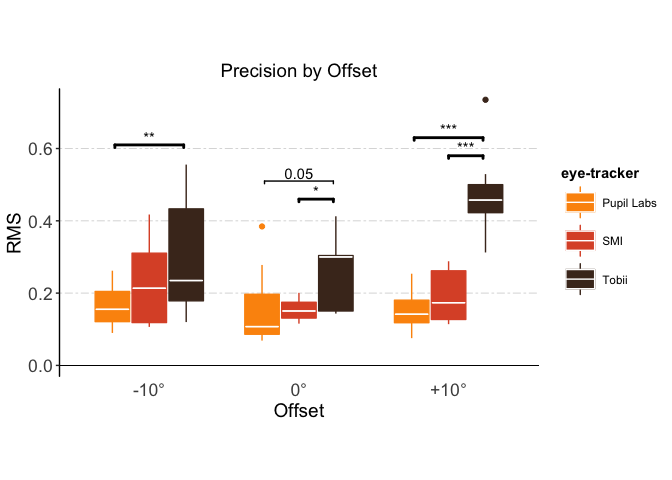 Precision by Offset
RMS
0.6
0.4
0.2
0.0
**
0.05
*
***
***
-10°
0°
+10°
Offset
eye-tracker
Pupil Labs
SMI
Tobii